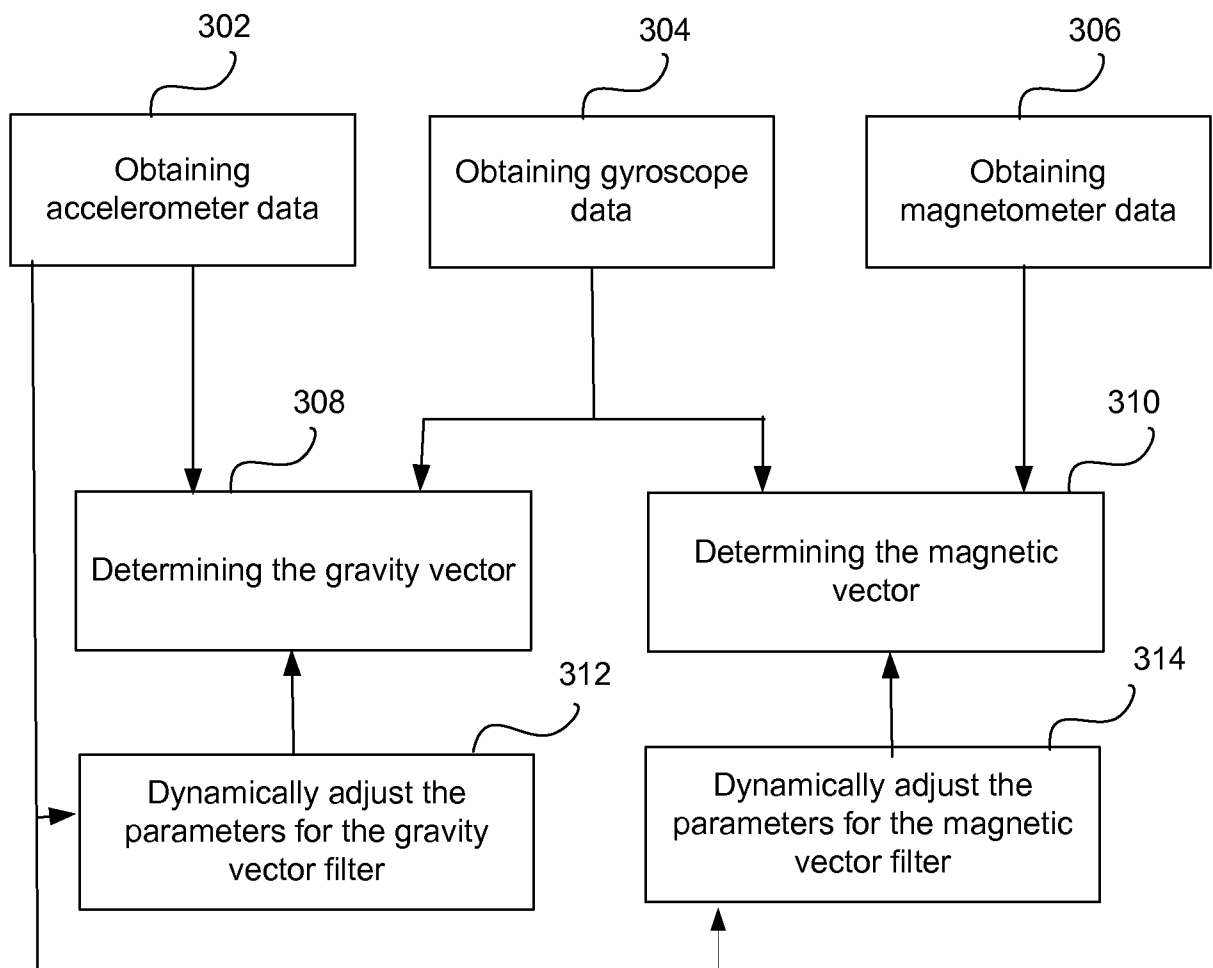 302
304
306
Obtaining
accelerometer data
Obtaining gyroscope
data
Obtaining
magnetometer data
308
310
Determining the gravity vector
Determining the magnetic
vector
312
314
Dynamically adjust the
parameters for the gravity
vector filter
Dynamically adjust the
parameters for the magnetic
vector filter